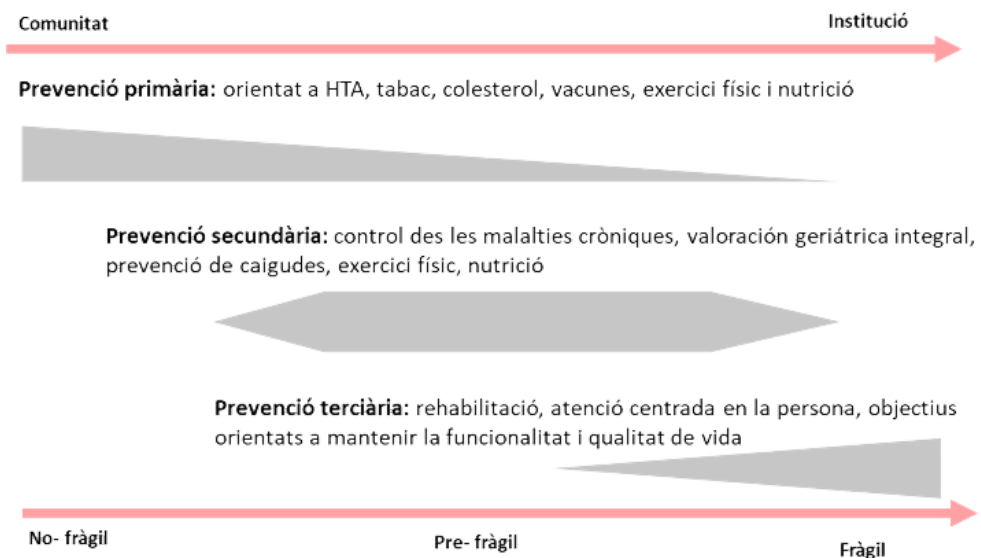 Comunitat
Institució
Prevenció primària: orientat a HTA, tabac, colesterol, vacunes, exercici físic i nutrició
Prevenció secundària: control des les malalties cròniques, valoración geriátrica integral,
prevenció de caigudes, exercici físic, nutrició
Prevenció terciària: rehabilitació, atenció centrada en la persona, objectius
orientats a mantenir la funcionalitat i qualitat de vida
No- fràgil
Pre- fràgil
Fràgil